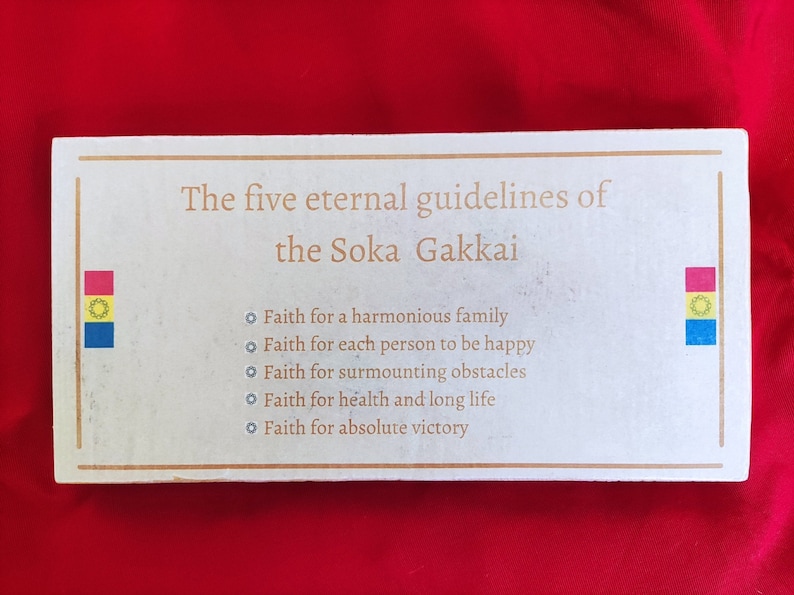 The five eternal guidelines of
the Soka Gakkai
Faith for a harmonious family
Faith for each person to be happy
Faith for surmounting obstacles
Faith for health and long life
Faith for absolute victory